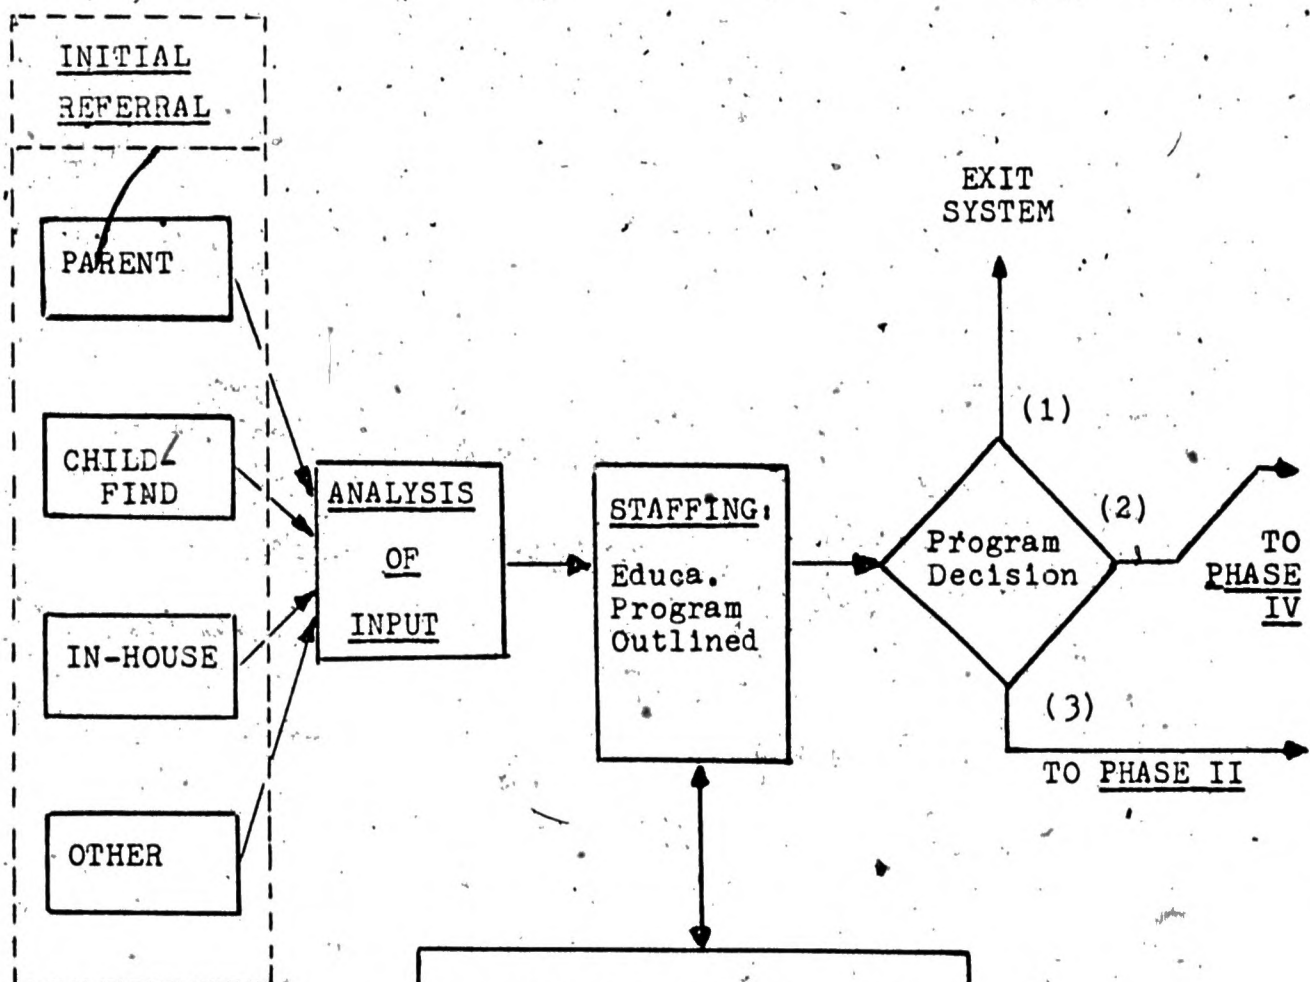 INITIAL
REFERRAL
PARENT
CHILD-
FIND
IN-HOUSE
OTHER
ANALYSIS
OF
INPUT
STAFFING:
Educa.
Program
Outlined
Program
Decision
EXIT
SYSTEM
(1)
(2)
TO
PHASE
IV
(3)
TO PHASE II